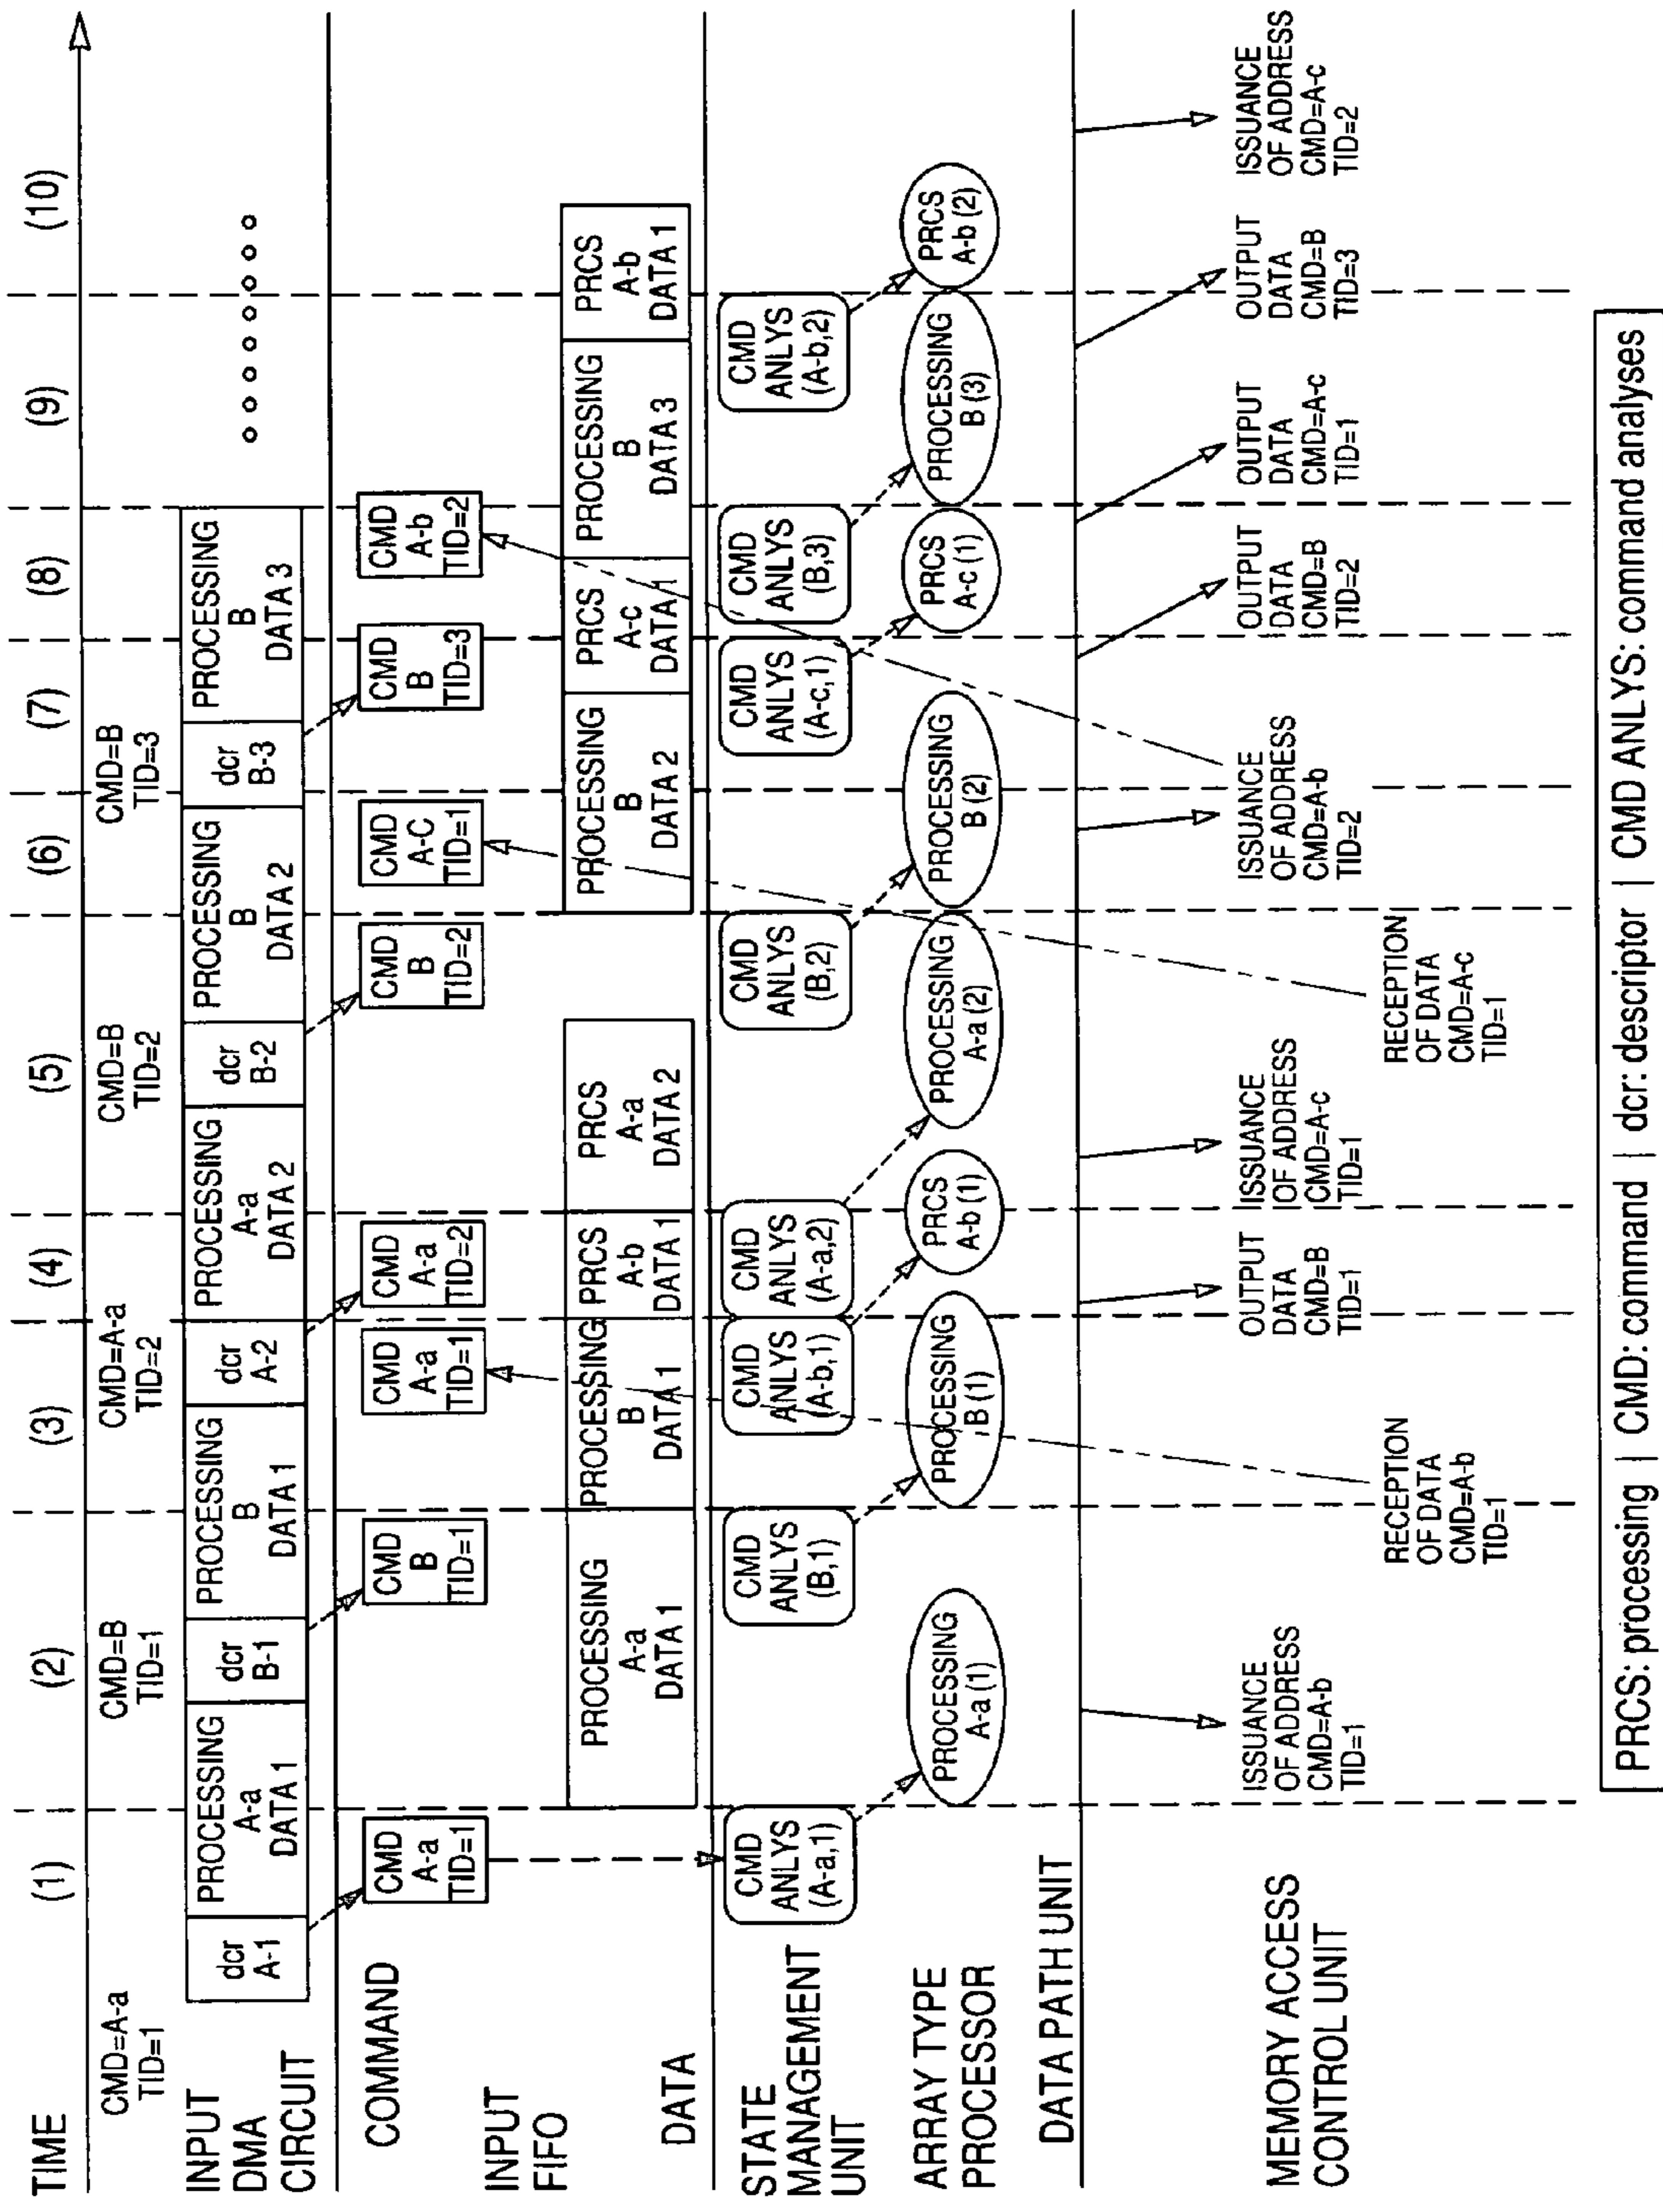 TIME
(1)
(2)
(3)
(4)
(5)
(6)
(7)
(8)
(9)
(10)
CMD=A-a
TID=1
CMD=B
TID=1
CMD=A-a
TID=2
CMD=B
TID=2
CMD=B
TID=3
INPUT
DMA
CIRCUIT
dcr
A-1
PROCESSING
A-a
DATA 1
dcr
B-1
PROCESSING
B
DATA 1
dcr
A-2
PROCESSING
A-a
DATA 2
dcr
B-2
PROCESSING
B
DATA 2
dcr
B-3
PROCESSING
B
DATA 3
INPUT
FIFO
COMMAND
CMD
A-a
TID=1
CMD
B
TID=1
CMD
A-a
TID=1
CMD
A-a
TID=2
CMD
B
TID=2
CMD
A-C
TID=1
CMD
B
TID=3
CMD
A-b
TID=2
DATA
PROCESSING
A-a
DATA 1
PROCESSING
B
DATA 1
PRCS
A-b
DATA 1
PRCS
A-a
DATA 2
PROCESSING
B
DATA 2
PRCS
A-c
DATA 1
PROCESSING
B
DATA 3
PRCS
A-b
DATA 1
STATE
MANAGEMENT
UNIT
CMD
ANLYS
(A-a,1)
CMD
ANLYS
(B,1)
CMD
ANLYS
(A-b,1)
CMD
ANLYS
(A-a,2)
CMD
ANLYS
(B,2)
CMD
ANLYS
(A-c,1)
CMD
ANLYS
(B,3)
CMD
ANLYS
(A-b,2)
ARRAY TYPE
PROCESSOR
PROCESSING
A-a (1)
PROCESSING
B (1)
PRCS
A-b (1)
PROCESSING
A-a (2)
PROCESSING
B (2)
PRCS
A-c (1)
PROCESSING
B (3)
PRCS
A-b (2)
DATA PATH UNIT
MEMORY ACCESS
CONTROL UNIT
ISSUANCE
OF ADDRESS
CMD=A-b
TID=1
RECEPTION
OF DATA
CMD=A-b
TID=1
OUTPUT
DATA
CMD=B
TID=1
ISSUANCE
OF ADDRESS
CMD=A-c
TID=1
RECEPTION
OF DATA
CMD=A-c
TID=1
ISSUANCE
OF ADDRESS
CMD=A-b
TID=2
OUTPUT
DATA
CMD=B
TID=2
OUTPUT
DATA
CMD=A-c
TID=1
OUTPUT
DATA
CMD=B
TID=3
ISSUANCE
OF ADDRESS
CMD=A-c
TID=2
PRCS: processing | CMD: command | dcr: descriptor | CMD ANLYS: command analyses